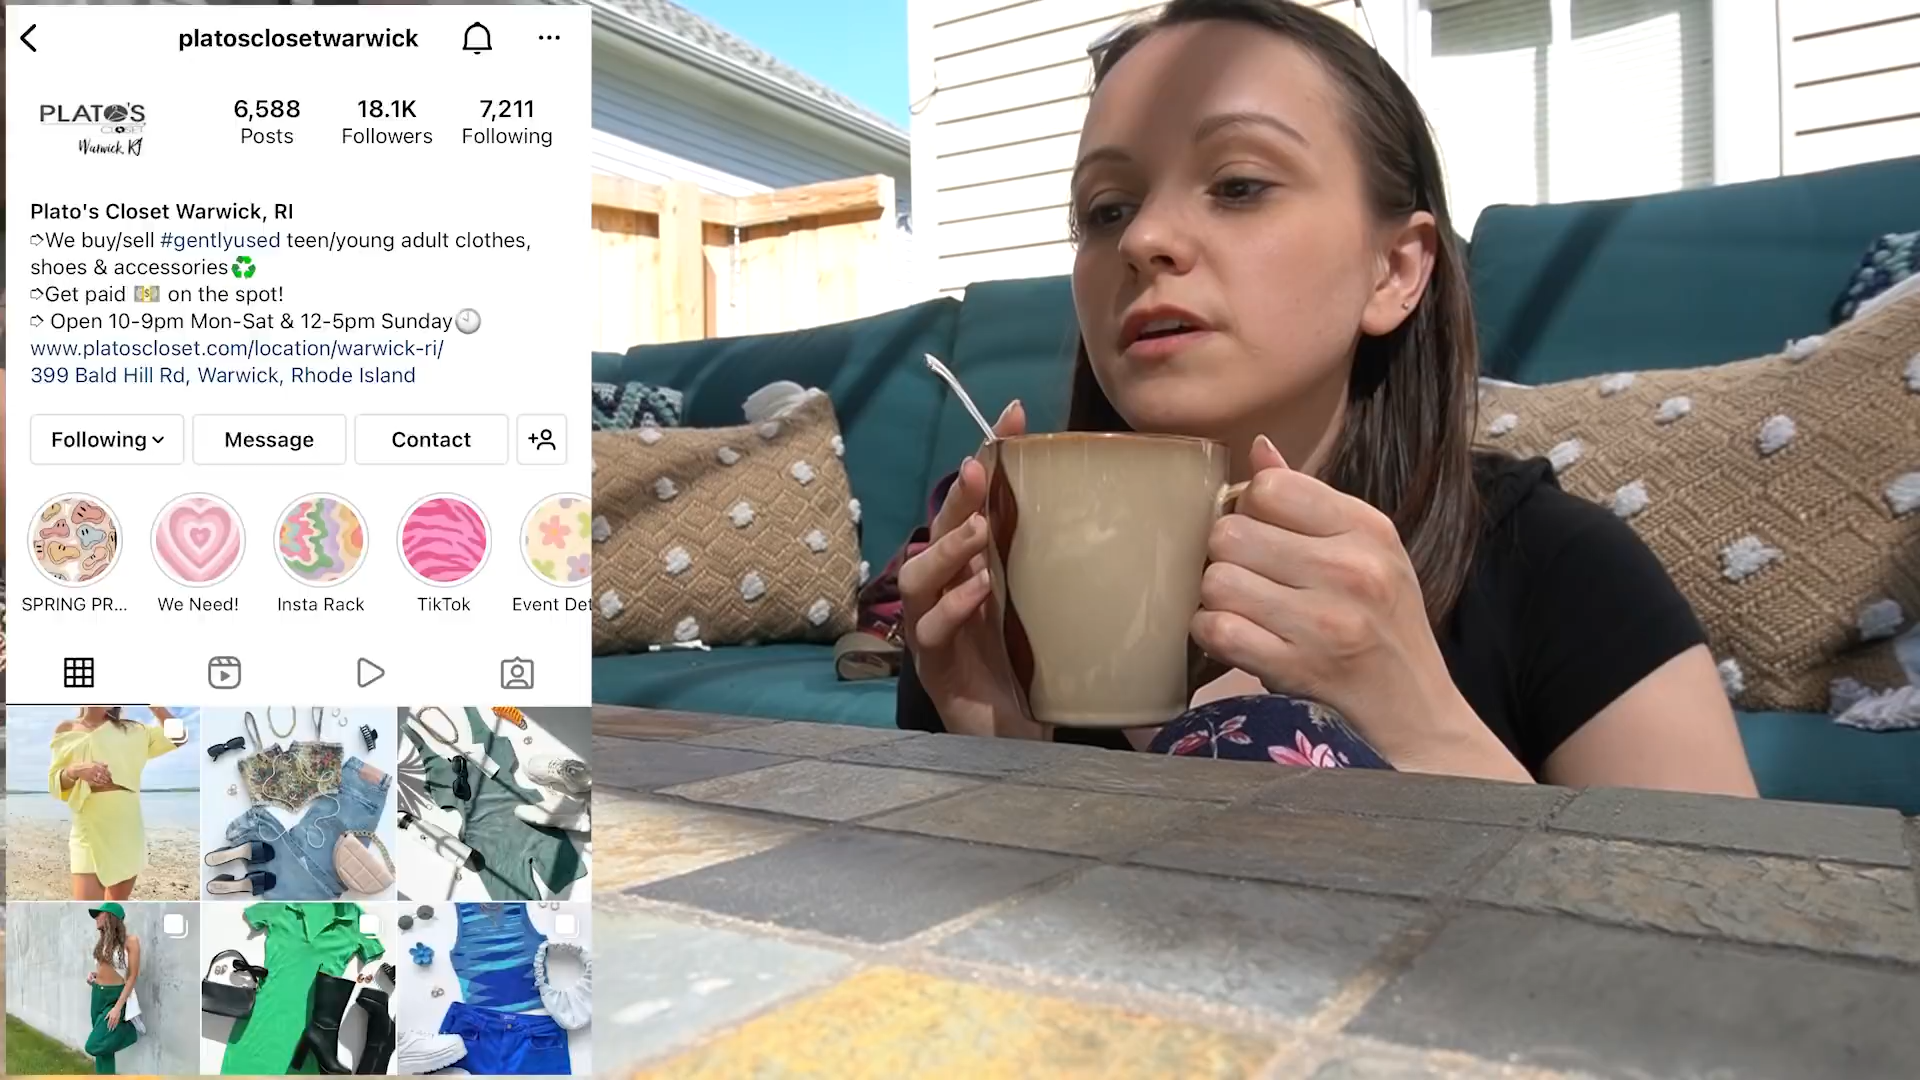 platosclosetwarwick
PLATO'S
CLOSET
Warwick, RI
6,588
Posts
18.1K
Followers
7,211
Following
Plato's Closet Warwick, RI
➩We buy/sell #gentlyused teen/young adult clothes,
shoes & accessories♻️
➩Get paid 💵 on the spot!
➩ Open 10-9pm Mon-Sat & 12-5pm Sunday🕙
www.platoscloset.com/location/warwick-ri/
399 Bald Hill Rd, Warwick, Rhode Island
Following
Message
Contact
SPRING PR...
We Need!
Insta Rack
TikTok
Event Det